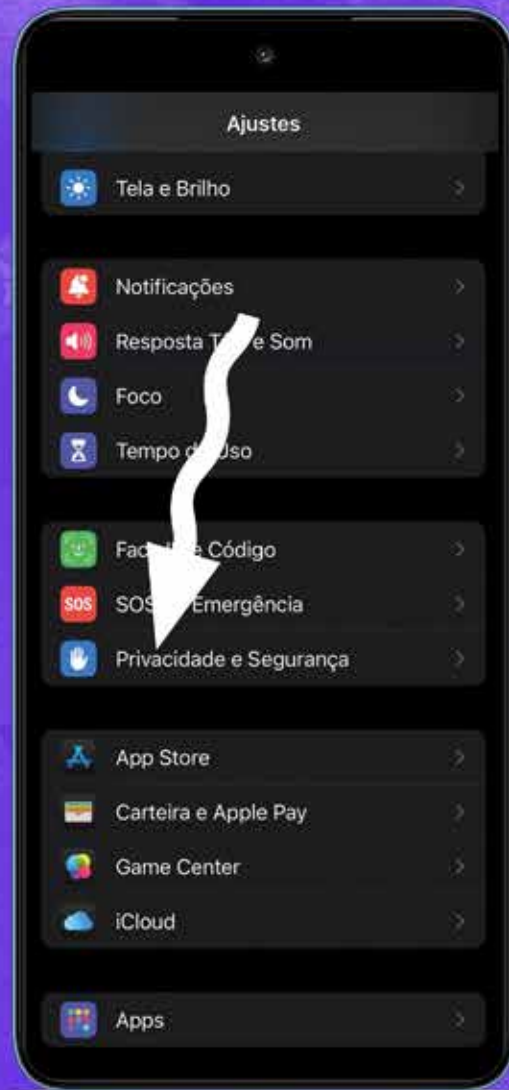 Ajustes
Tela e Brilho
Notificações
Resposta e Som
Foco
Tempo Uso
Código
SOS Emergência
SOS
Privacidade e Segurança
App Store
Carteira e Apple Pay
Game Center
iCloud
Apps